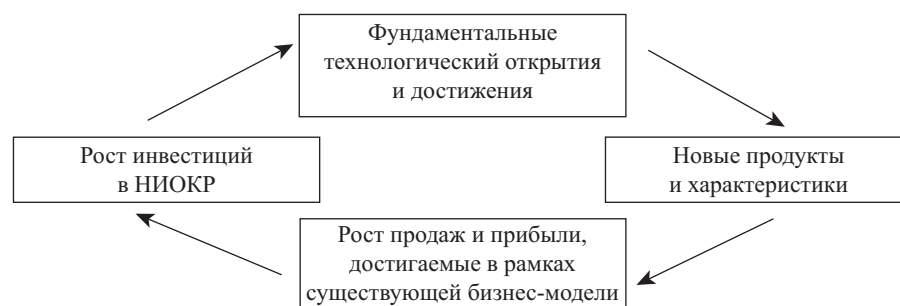 Фундаментальные
технологический открытия
и достижения
Рост инвестиций
в НИОКР
Новые продукты
и характеристики
Рост продаж и прибыли,
достигаемые в рамках
существующей бизнес-модели